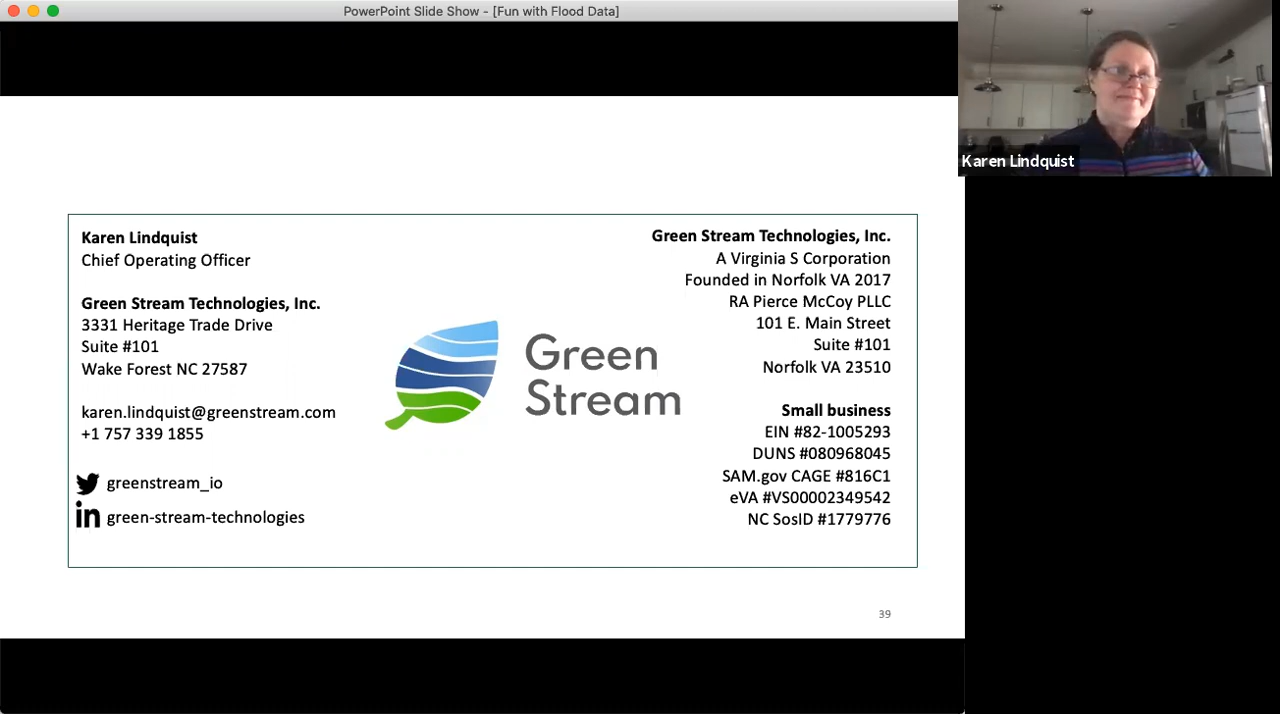 PowerPoint Slide Show - [Fun with Flood Data]
Karen Lindquist
Karen Lindquist
Chief Operating Officer
Green Stream Technologies, Inc.
3331 Heritage Trade Drive
Suite #101
Wake Forest NC 27587
karen.lindquist@greenstream.com
+1 757 339 1855
greenstream_io
in green-stream-technologies
Green
Stream
Green Stream Technologies, Inc.
A Virginia S Corporation
Founded in Norfolk VA 2017
RA Pierce McCoy PLLC
101 E. Main Street
Suite #101
Norfolk VA 23510
Small business
EIN #82-1005293
DUNS #080968045
SAM.gov CAGE #816C1
eVA #VS00002349542
NC SosID #1779776
39